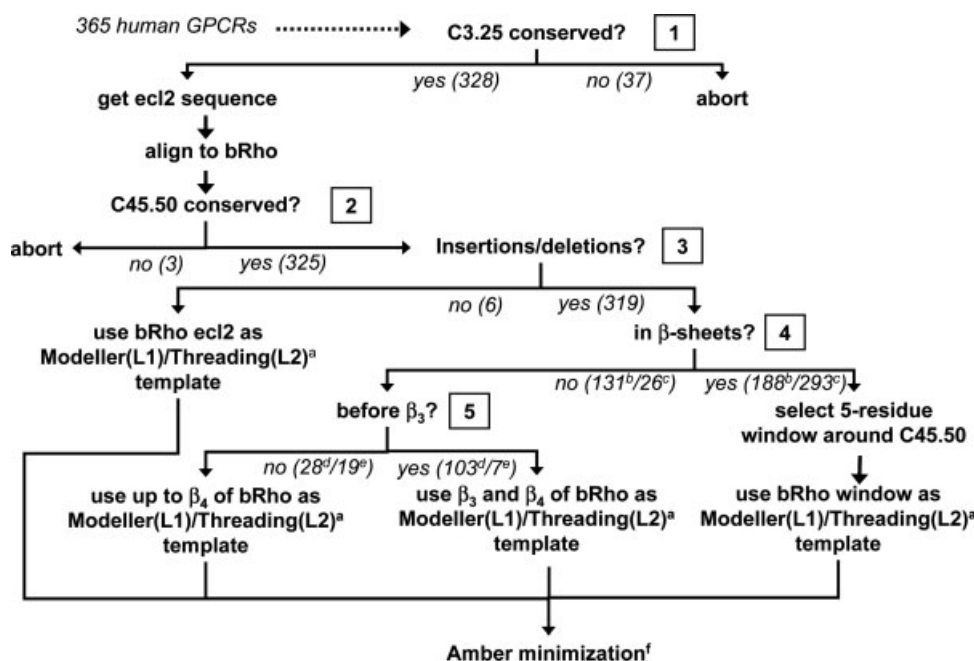 365 human GPCRs
C3.25 conserved?
1
yes (328)
no (37)
get ecl2 sequence
abort
align to bRho
C45.50 conserved?
2
abort
no (3)
yes (325)
Insertions/deletions?
3
no (6)
yes (319)
use bRho ecl2 as
Modeller(L1)/Threading(L2)ᵃ
template
in β-sheets?
4
no (131ᵇ/26ᶜ)
yes (188ᵇ/293ᶜ)
before β₃?
5
select 5-residue
window around C45.50
no (28ᵈ/19ᵉ)
yes (103ᵈ/7ᵉ)
use up to β₄ of bRho as
Modeller(L1)/Threading(L2)ᵃ
template
use β₃ and β₄ of bRho as
Modeller(L1)/Threading(L2)ᵃ
template
use bRho window as
Modeller(L1)/Threading(L2)ᵃ
template
Amber minimizationᶠ